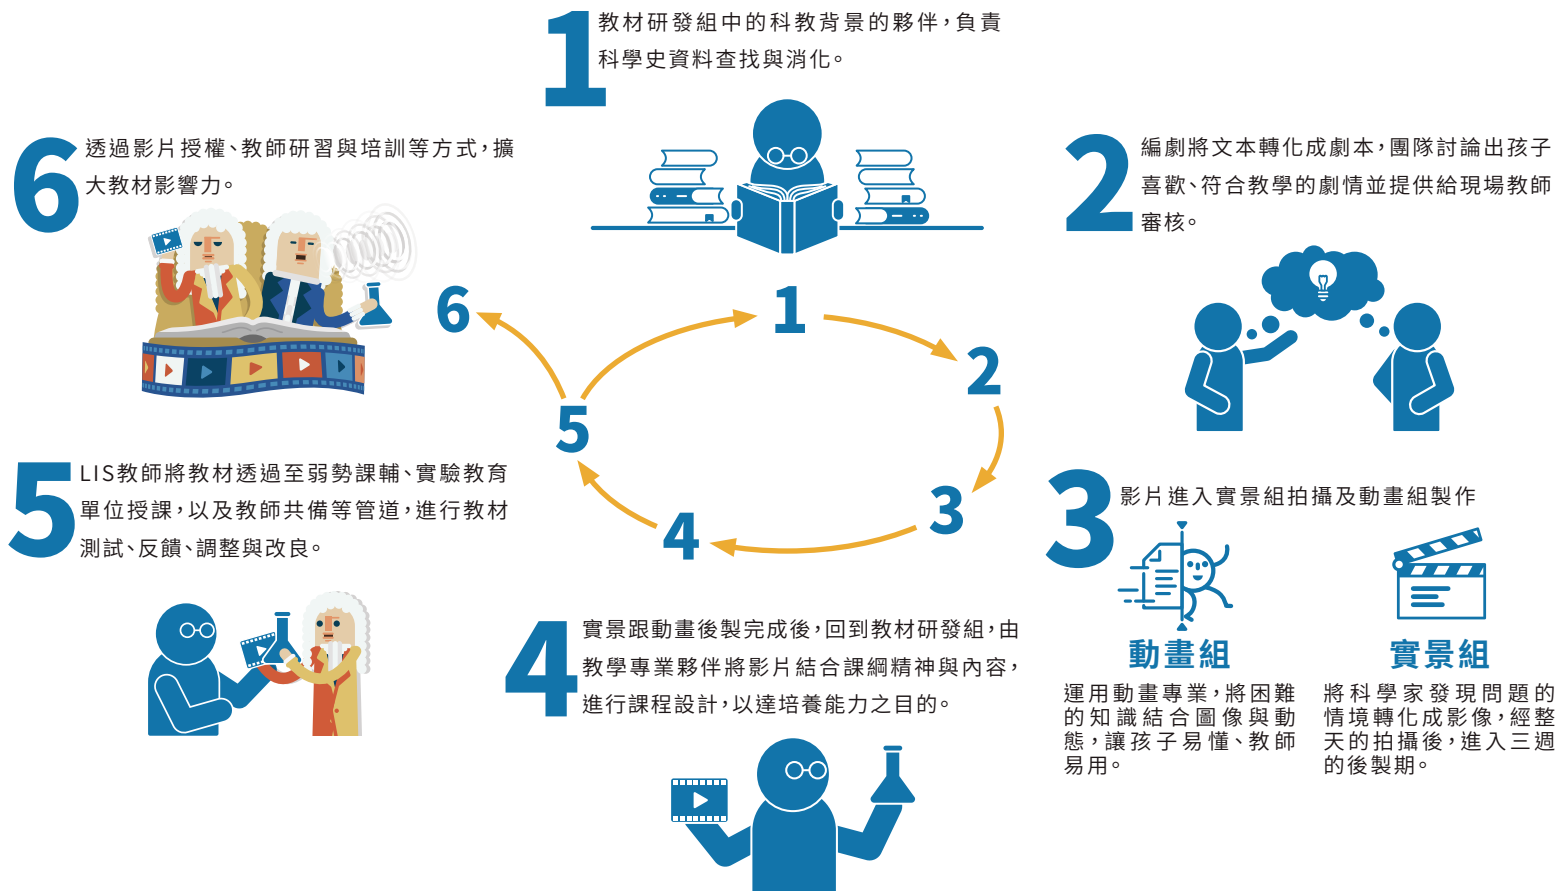 1
教材研發組中的科教背景的夥伴，負責
科學史資料查找與消化。
2
編劇將文本轉化成劇本，團隊討論出孩子
喜歡、符合教學的劇情並提供給現場教師
審核。
3
影片進入實景組拍攝及動畫組製作
動畫組
運用動畫專業，將困難
的知識結合圖像與動
態，讓孩子易懂、教師
易用。
實景組
將科學家發現問題的
情境轉化成影像，經整
天的拍攝後，進入三週
的後製期。
4
實景跟動畫後製完成後，回到教材研發組，由
教學專業夥伴將影片結合課綱精神與內容，
進行課程設計，以達培養能力之目的。
5
LIS教師將教材透過至弱勢課輔、實驗教育
單位授課，以及教師共備等管道，進行教材
測試、反饋、調整與改良。
6
透過影片授權、教師研習與培訓等方式，擴
大教材影響力。
1
2
3
4
5
6